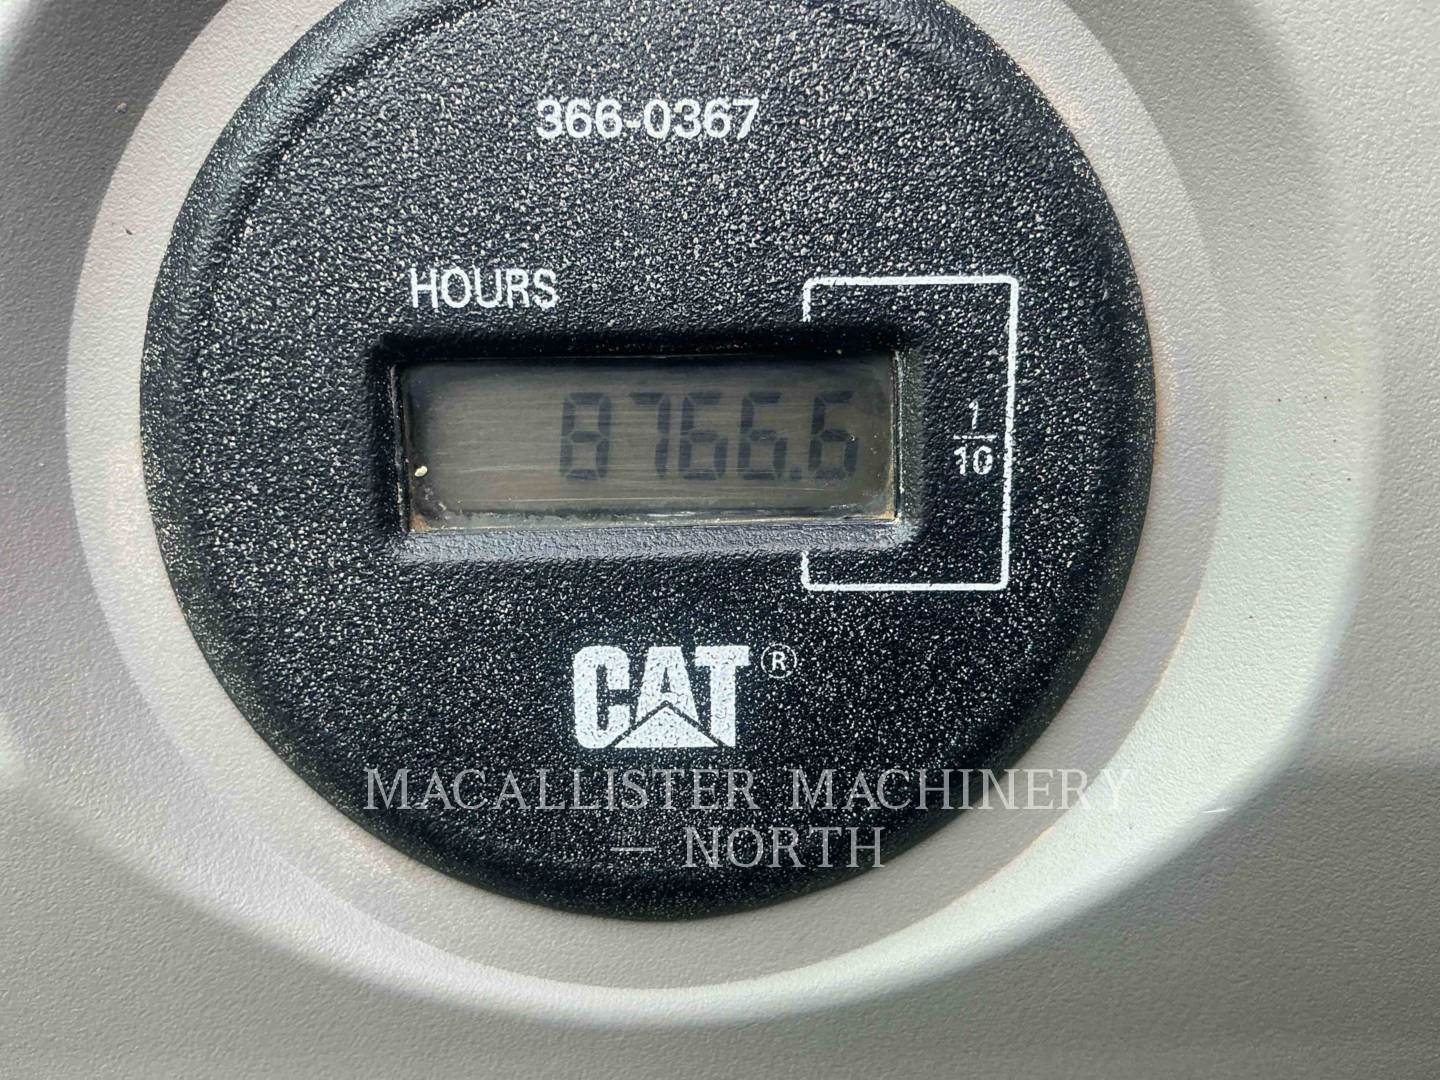 366-0367
HOURS
8766.6
1
10
CAT®
MACALLISTER MACHINERY
— NORTH